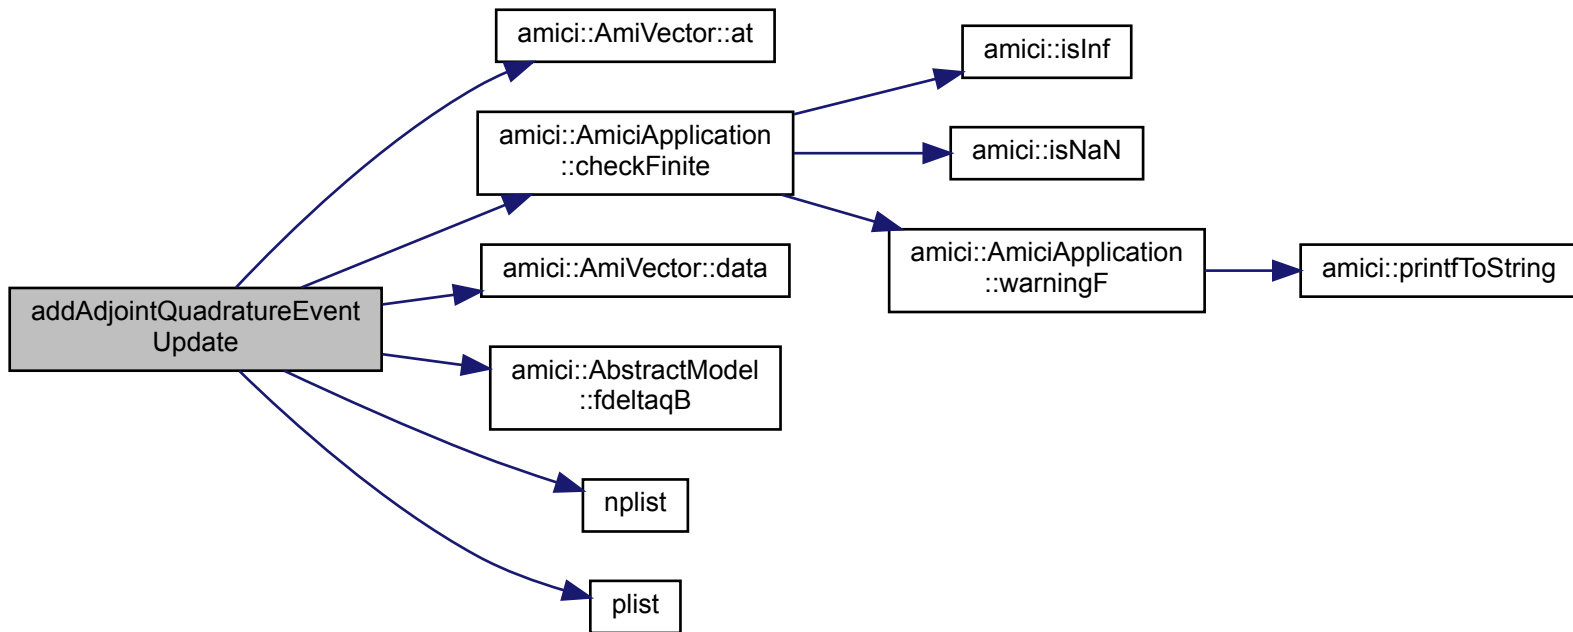 addAdjointQuadratureEvent
Update
amici::AmiVector::at
amici::AmiciApplication
::checkFinite
amici::AmiVector::data
amici::AbstractModel
::fdeltaqB
nplist
plist
amici::isInf
amici::isNaN
amici::AmiciApplication
::warningF
amici::printfToString